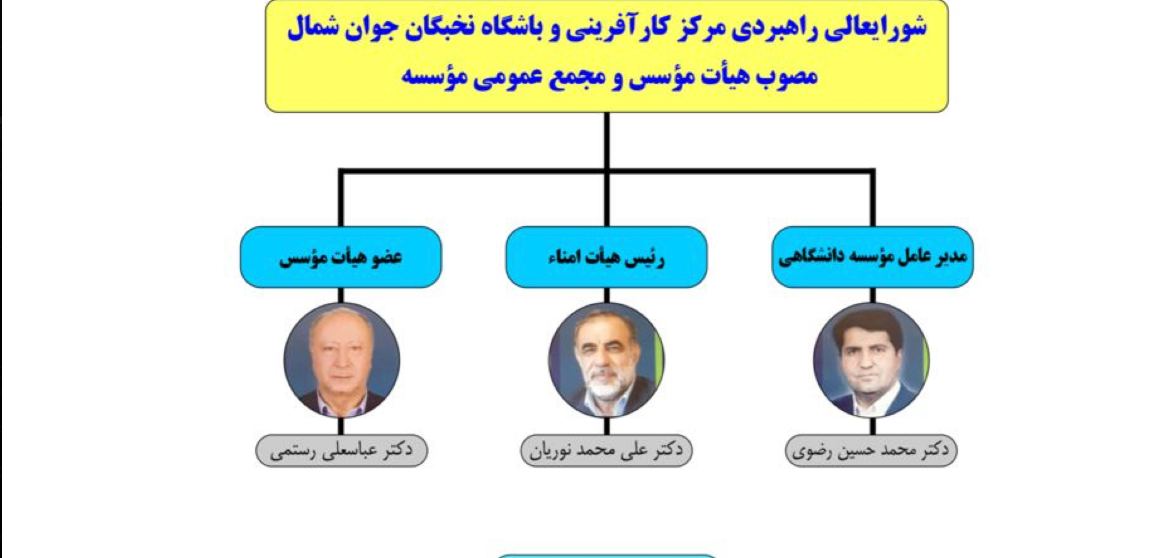 شورایعالی راهبردی مرکز کارآفرینی و باشگاه نخبگان جوان شمال
مصوب هیأت مؤسس و مجمع عمومی مؤسسه
مدیر عامل مؤسسه دانشگاهی
رئیس هیأت امناء
عضو هیأت مؤسس
دکتر محمد حسین رضوی
دکتر علی محمد نوریان
دکتر عباسعلی رستمی